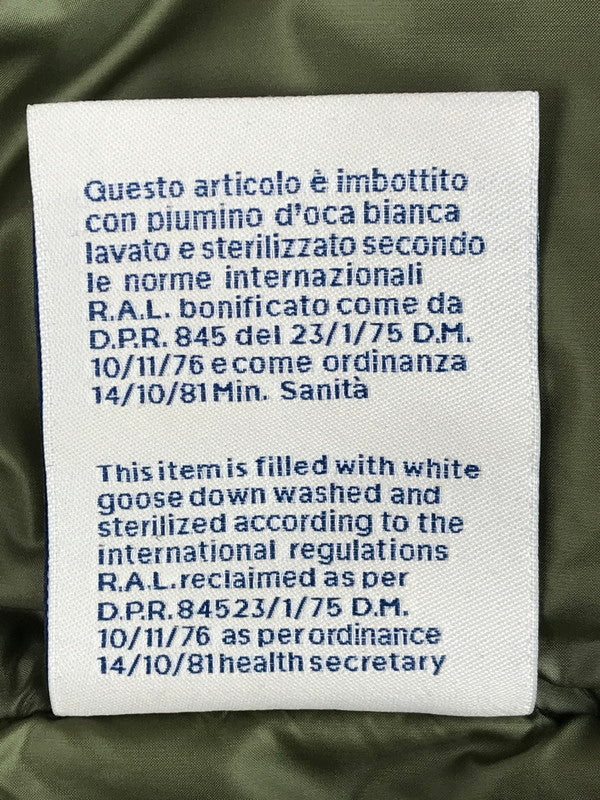 Questo articolo è imbottito
con piumino d'oca bianca
lavato e sterilizzato secondo
le norme internazionali
R.A.L. bonificato come da
D.P.R. 845 del 23/1/75 D.M.
10/11/76 e come ordinanza
14/10/81 Min. Sanità
This item is filled with white
goose down washed and
sterilized according to the
international regulations
R.A.L. reclaimed as per
D.P.R. 84523/1/75 D.M.
10/11/76 as per ordinance
14/10/81 health secretary